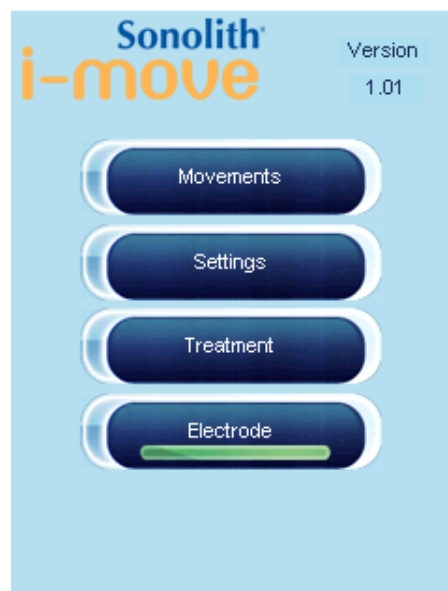 Sonolith®
i-move
Version
1.01
Movements
Settings
Treatment
Electrode